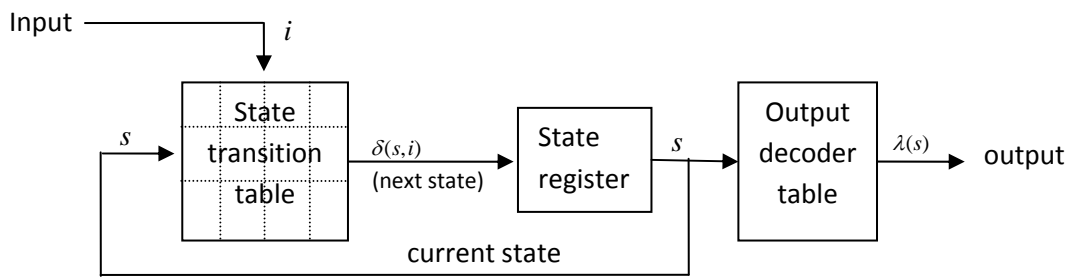 Input
i
s
State
transition
table
δ(s,i)
(next state)
State
register
s
Output
decoder
table
λ(s)
output
current state